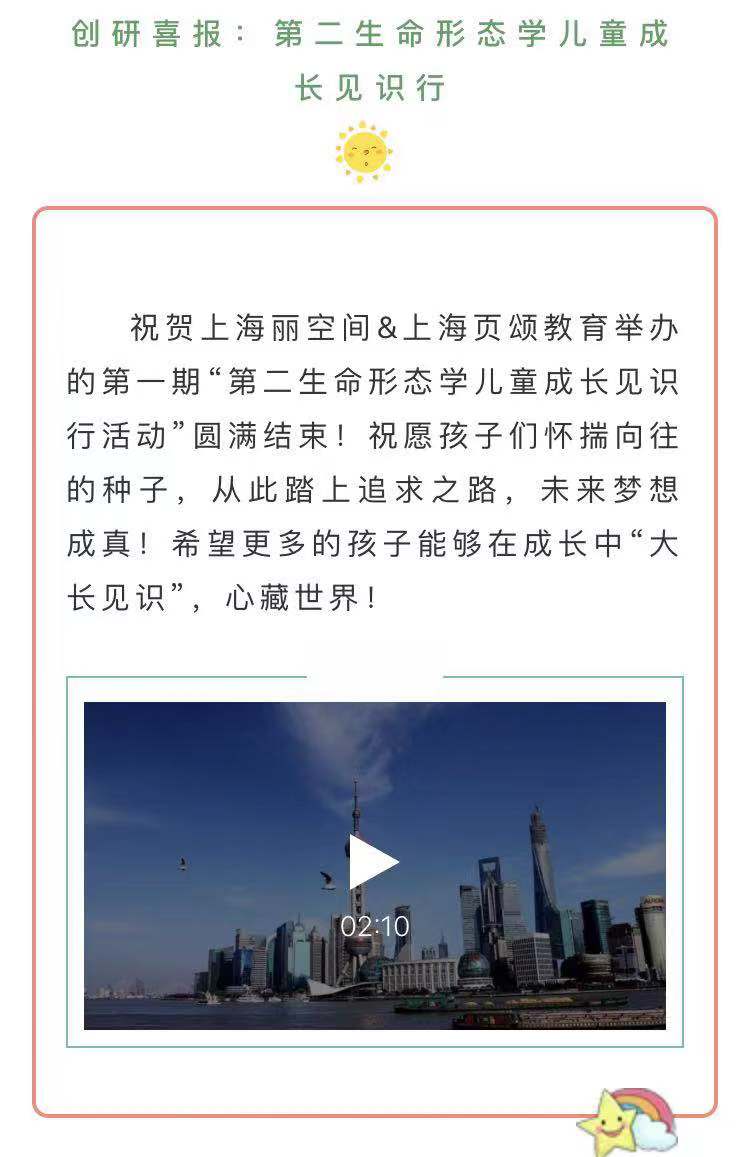 创研喜报：第二生命形态学儿童成
长见识行
祝贺上海丽空间&上海页颂教育举办
的第一期“第二生命形态学儿童成长见识
行活动”圆满结束！祝愿孩子们怀揣向往
的种子，从此踏上追求之路，未来梦想
成真！希望更多的孩子能够在成长中“大
长见识”，心藏世界！
02:10